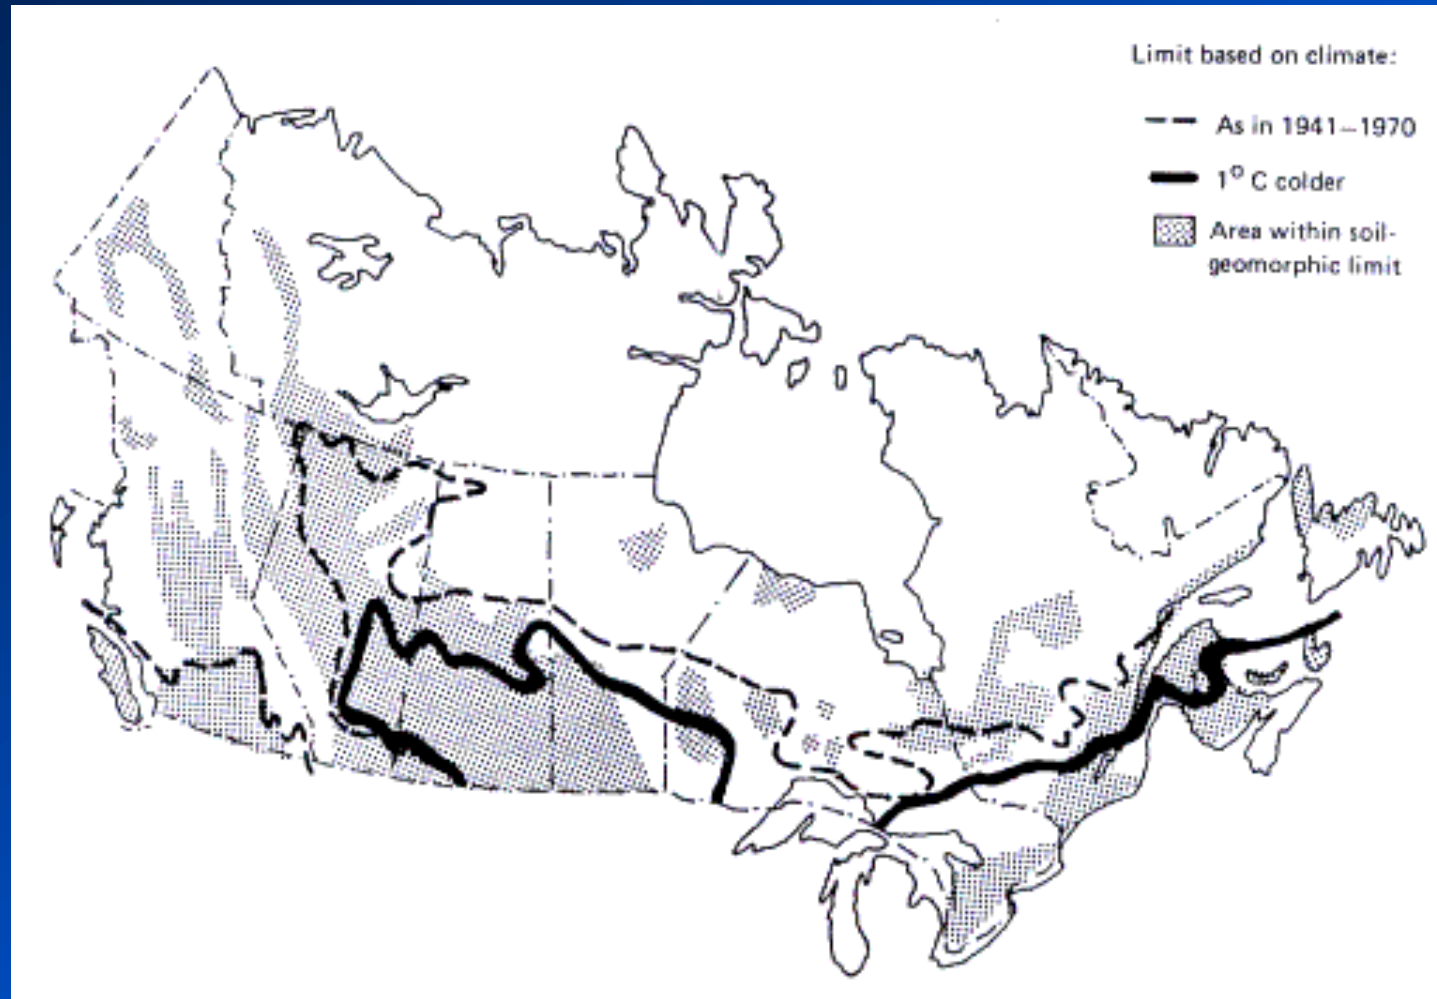 Limit based on climate:
As in 1941–1970
1° C colder
Area within soil-
geomorphic limit